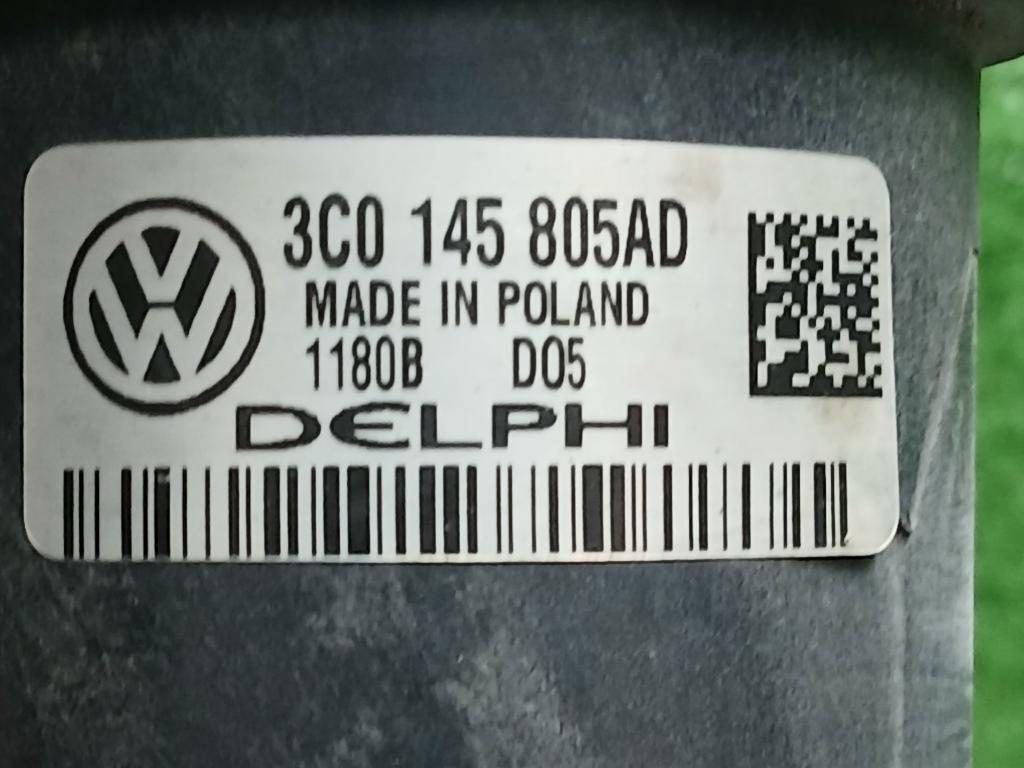 3C0 145 805AD
MADE IN POLAND
1180B D05
DELPHI